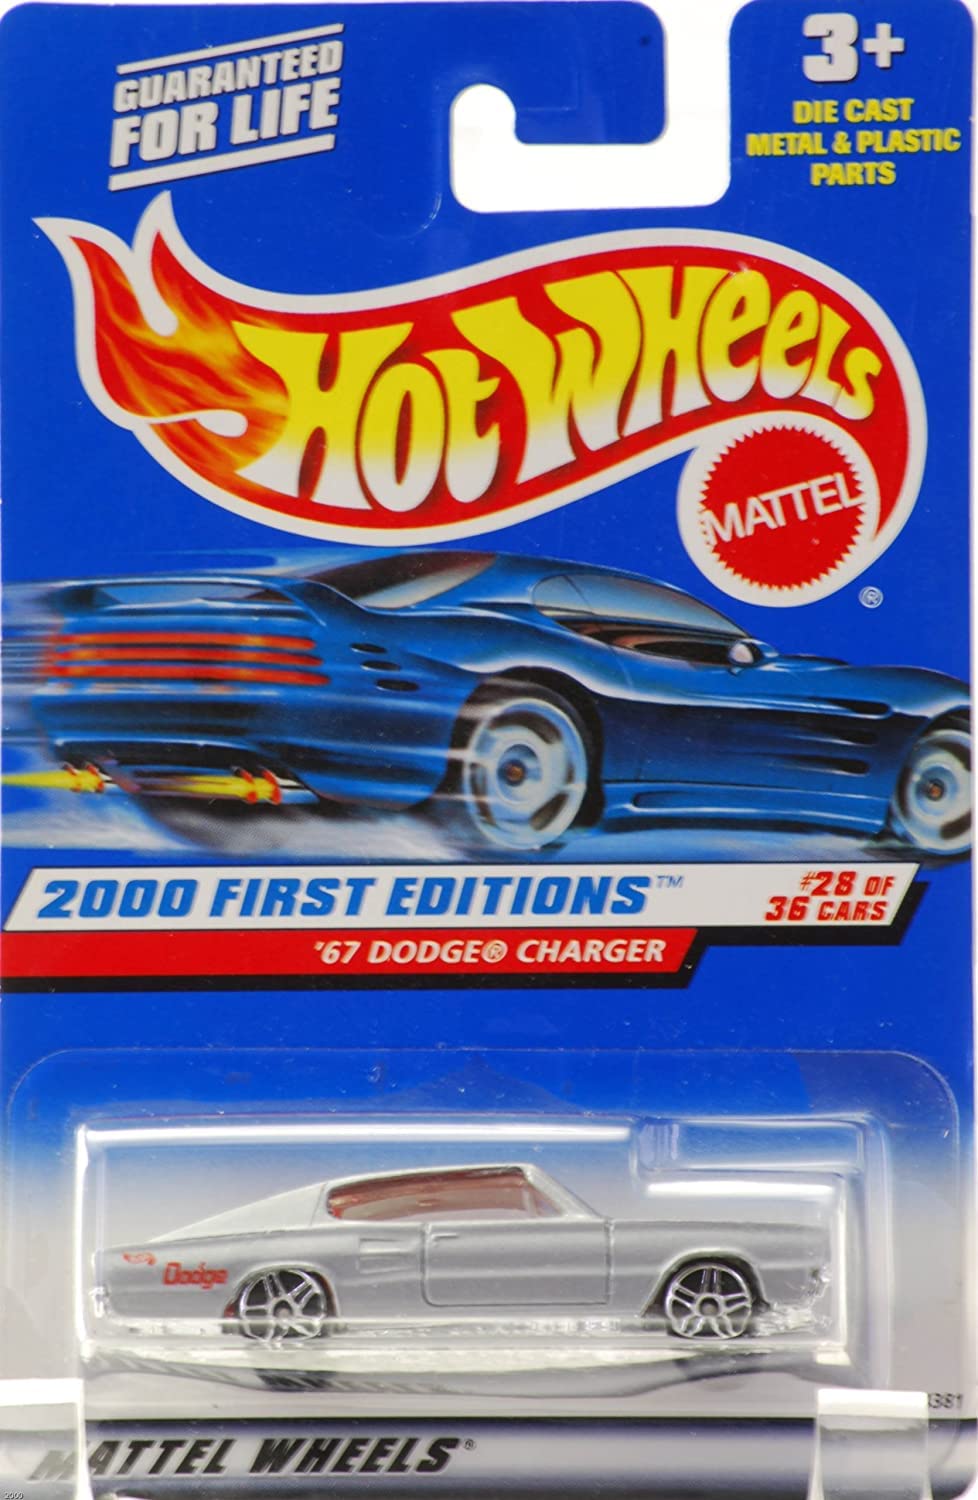 GUARANTEED
FOR LIFE
3+
DIE CAST
METAL & PLASTIC
PARTS
HOT WHEELS
MATTEL
®
2000 FIRST EDITIONS™
#28 OF
36 CARS
'67 DODGE® CHARGER
Dodge
MATTEL WHEELS®
2000